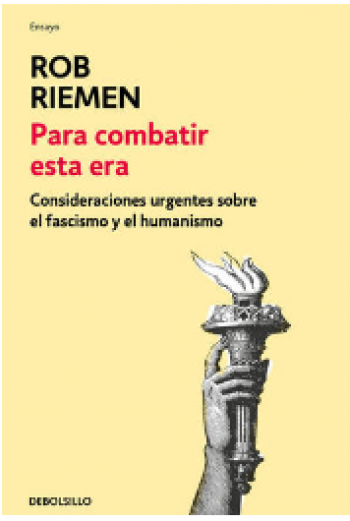 Ensayo
ROB
RIEMEN
Para combatir
esta era
Consideraciones urgentes sobre
el fascismo y el humanismo
DEBOLSILLO